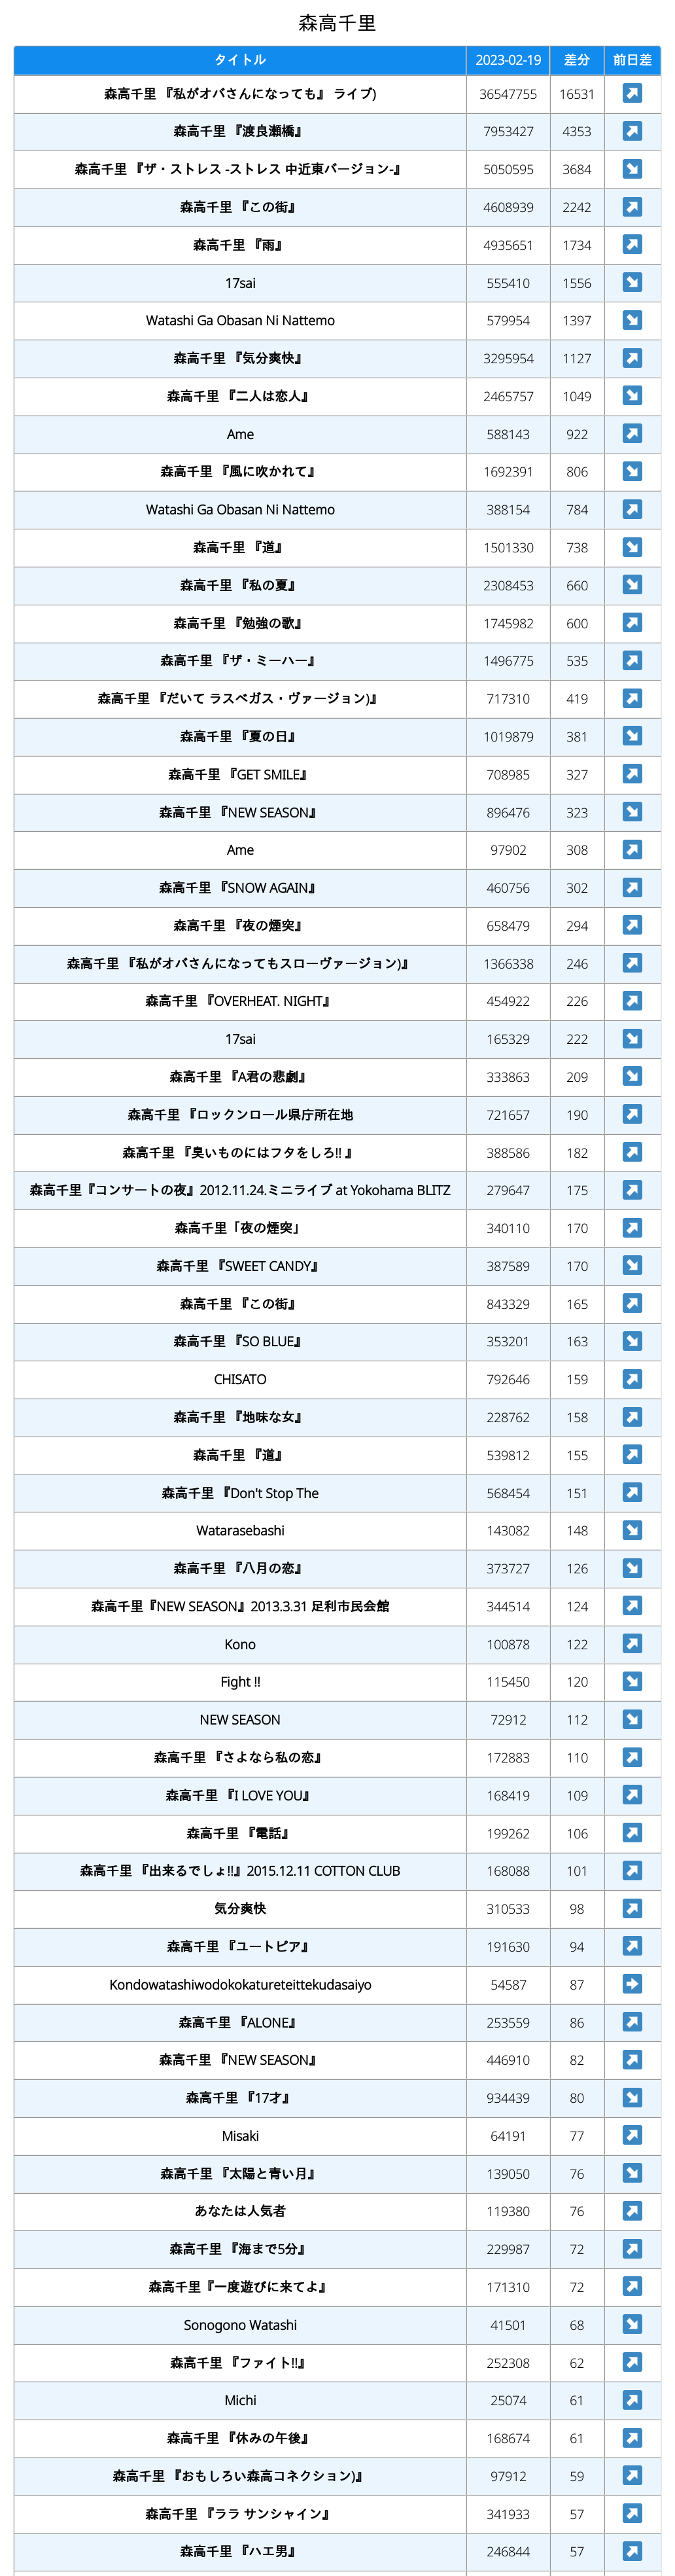 森高千里
タイトル 2023-02-19 差分 前日差
森高千里 『私がオバさんになっても』 ライブ) 36547755 16531
森高千里 『渡良瀬橋』 7953427 4353
森高千里 『ザ・ストレス -ストレス 中近東バージョン-』 5050595 3684
森高千里 『この街』 4608939 2242
森高千里 『雨』 4935651 1734
17sai 555410 1556
Watashi Ga Obasan Ni Nattemo 579954 1397
森高千里 『気分爽快』 3295954 1127
森高千里 『二人は恋人』 2465757 1049
Ame 588143 922
森高千里 『風に吹かれて』 1692391 806
Watashi Ga Obasan Ni Nattemo 388154 784
森高千里 『道』 1501330 738
森高千里 『私の夏』 2308453 660
森高千里 『勉強の歌』 1745982 600
森高千里 『ザ・ミーハー』 1496775 535
森高千里 『だいて ラスベガス・ヴァージョン)』 717310 419
森高千里 『夏の日』 1019879 381
森高千里 『GET SMILE』 708985 327
森高千里 『NEW SEASON』 896476 323
Ame 97902 308
森高千里 『SNOW AGAIN』 460756 302
森高千里 『夜の煙突』 658479 294
森高千里 『私がオバさんになってもスローヴァージョン)』 1366338 246
森高千里 『OVERHEAT. NIGHT』 454922 226
17sai 165329 222
森高千里 『A君の悲劇』 333863 209
森高千里 『ロックンロール県庁所在地 721657 190
森高千里 『臭いものにはフタをしろ!! 』 388586 182
森高千里『コンサートの夜』2012.11.24.ミニライブ at Yokohama BLITZ 279647 175
森高千里「夜の煙突」 340110 170
森高千里 『SWEET CANDY』 387589 170
森高千里 『この街』 843329 165
森高千里 『SO BLUE』 353201 163
CHISATO 792646 159
森高千里 『地味な女』 228762 158
森高千里 『道』 539812 155
森高千里 『Don't Stop The 568454 151
Watarasebashi 143082 148
森高千里 『八月の恋』 373727 126
森高千里『NEW SEASON』2013.3.31 足利市民会館 344514 124
Kono 100878 122
Fight !! 115450 120
NEW SEASON 72912 112
森高千里 『さよなら私の恋』 172883 110
森高千里 『I LOVE YOU』 168419 109
森高千里 『電話』 199262 106
森高千里 『出来るでしょ!!』2015.12.11 COTTON CLUB 168088 101
気分爽快 310533 98
森高千里 『ユートピア』 191630 94
Kondowatashiwodokokatureteittekudasaiyo 54587 87
森高千里 『ALONE』 253559 86
森高千里 『NEW SEASON』 446910 82
森高千里 『17才』 934439 80
Misaki 64191 77
森高千里 『太陽と青い月』 139050 76
あなたは人気者 119380 76
森高千里 『海まで5分』 229987 72
森高千里『一度遊びに来てよ』 171310 72
Sonogono Watashi 41501 68
森高千里 『ファイト!!』 252308 62
Michi 25074 61
森高千里 『休みの午後』 168674 61
森高千里 『おもしろい森高コネクション)』 97912 59
森高千里 『ララ サンシャイン』 341933 57
森高千里 『ハエ男』 246844 57